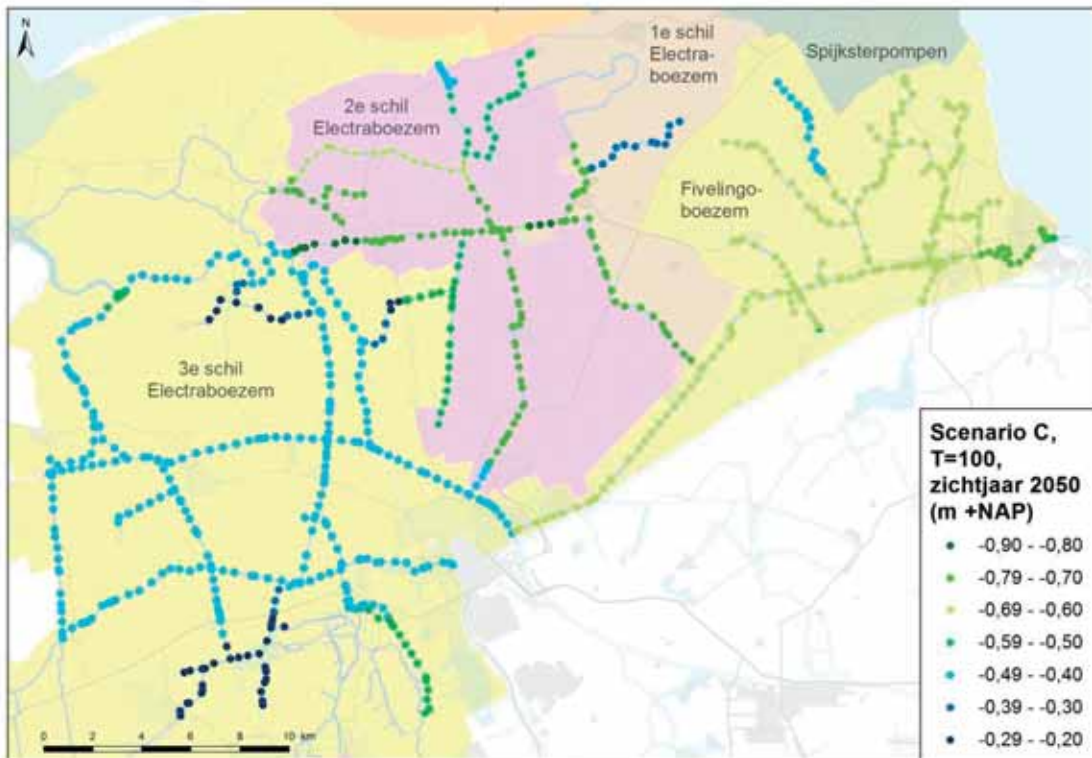 N
1e schil
Electra-
boezem
Spijksterpompen
2e schil
Electraboezem
Fivelingo-
boezem
3e schil
Electraboezem
Scenario C,
T=100,
zichtjaar 2050
(m +NAP)
-0,90 - -0,80
-0,79 - -0,70
-0,69 - -0,60
-0,59 - -0,50
-0,49 - -0,40
-0,39 - -0,30
-0,29 - -0,20
0 2 4 6 8 10 km